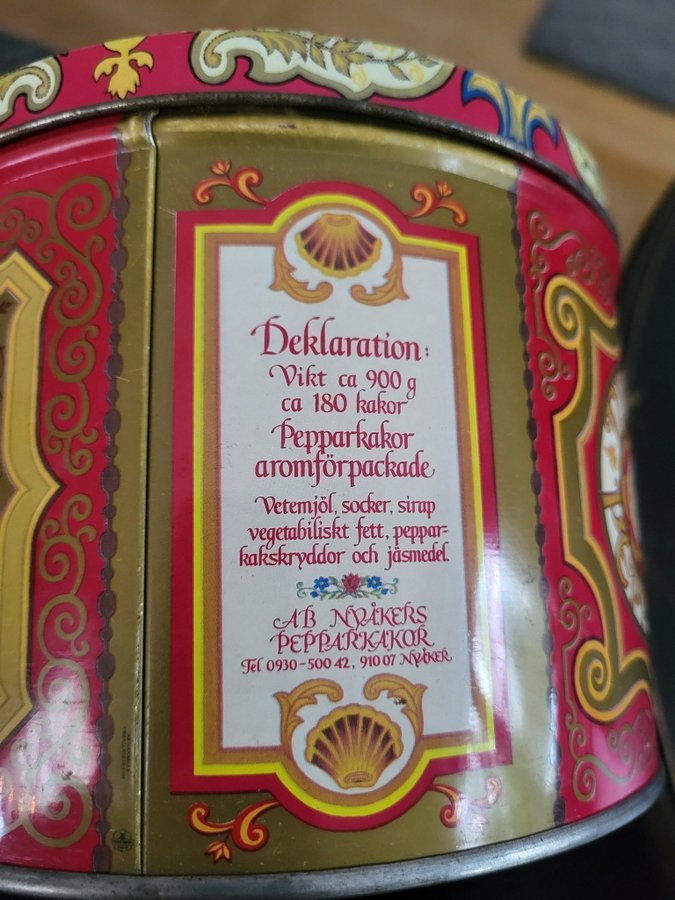 Deklaration:
Vikt ca 900 g
ca 180 kakor
Pepparkakor
aromförpackade
Vetemjöl, socker, sirap
vegetabiliskt fett, peppar-
kakskryddor och jäsmedel.
AB NYÅKERS
PEPPARKAKOR
Tel 0930-500 42, 910 07 NYÅKER